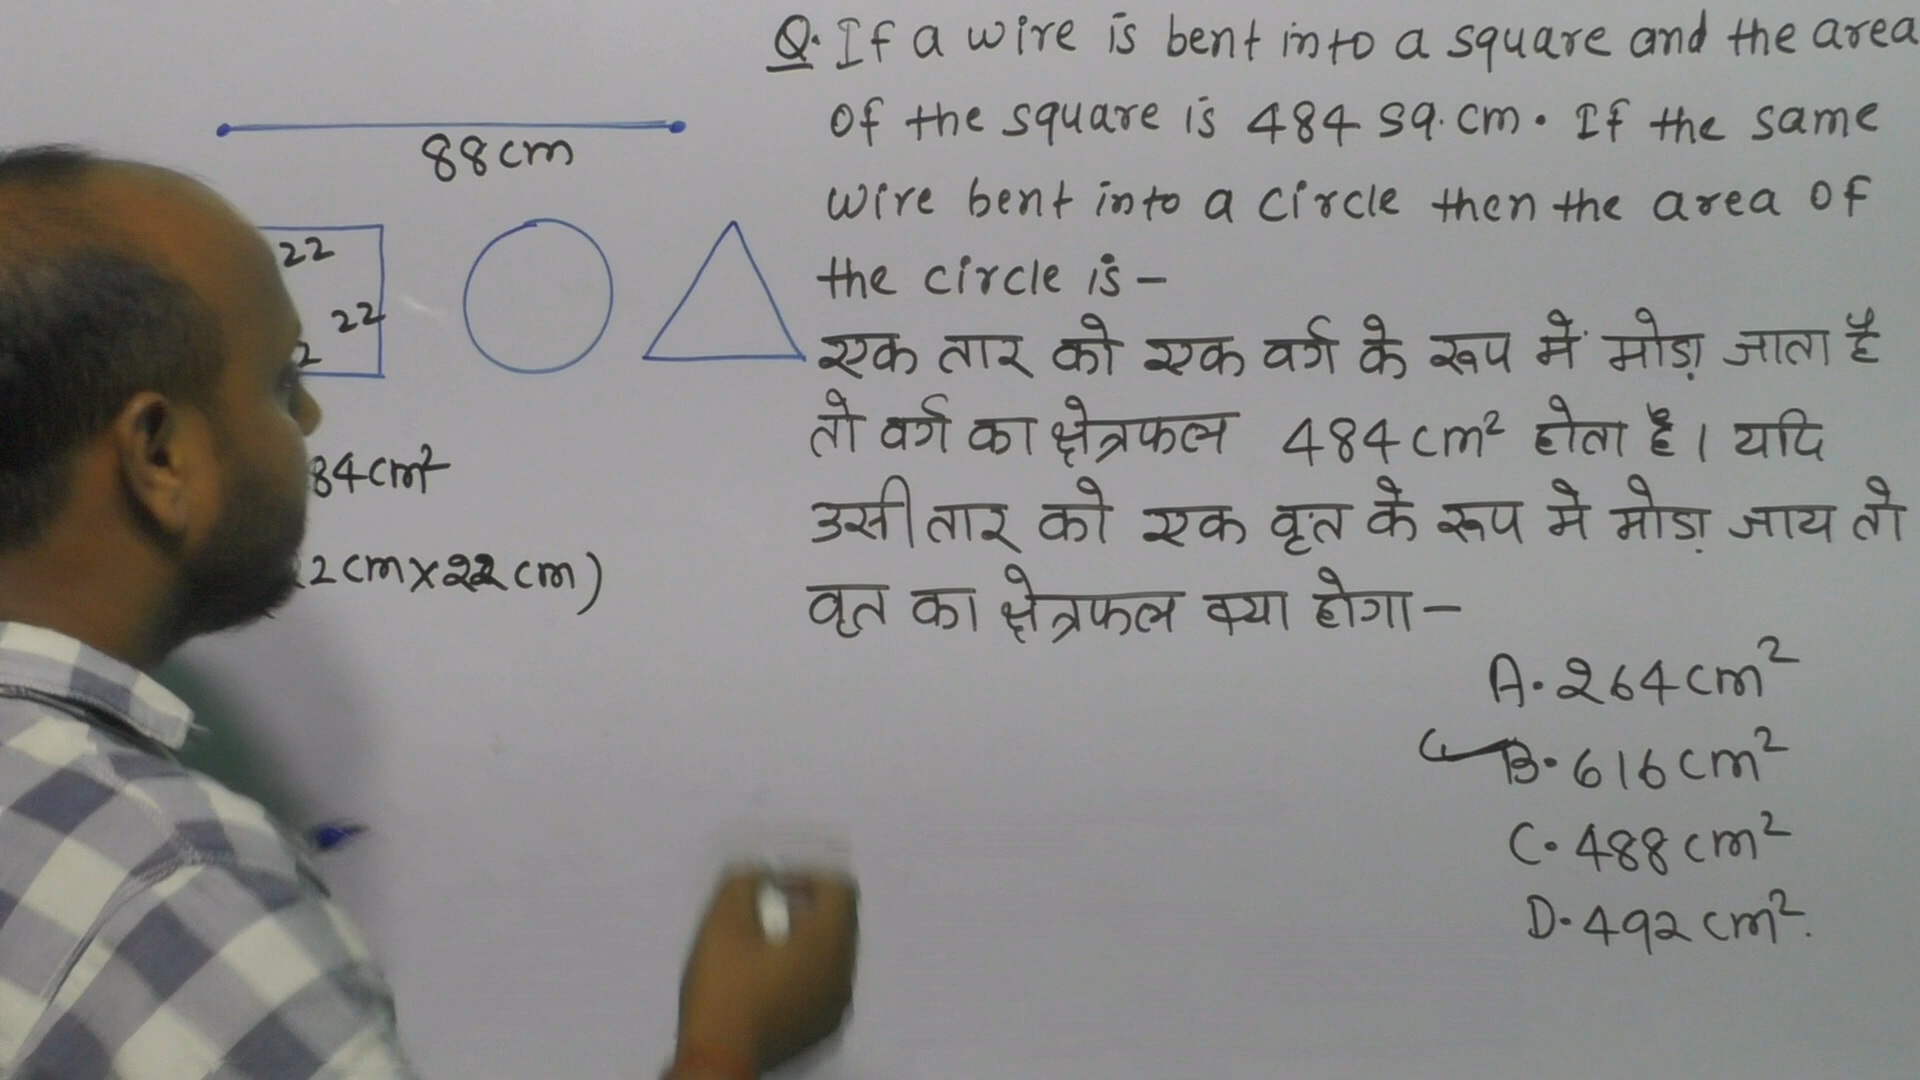 Q. If a wire is bent into a square and the area
of the square is 484 sq.cm. If the same
wire bent into a circle then the area of
the circle is -
एक तार को एक वर्ग के रूप में मोड़ा जाता है
तो वर्ग का क्षेत्रफल 484 cm² होता है। यदि
उसी तार को एक वृत के रूप मे मोड़ा जाय तो
वृत का क्षेत्रफल क्या होगा -
A. 264 cm²
B. 616 cm²
C. 488 cm²
D. 492 cm².
88 cm
22
22
2
84 cm²
2 cm x 22 cm)